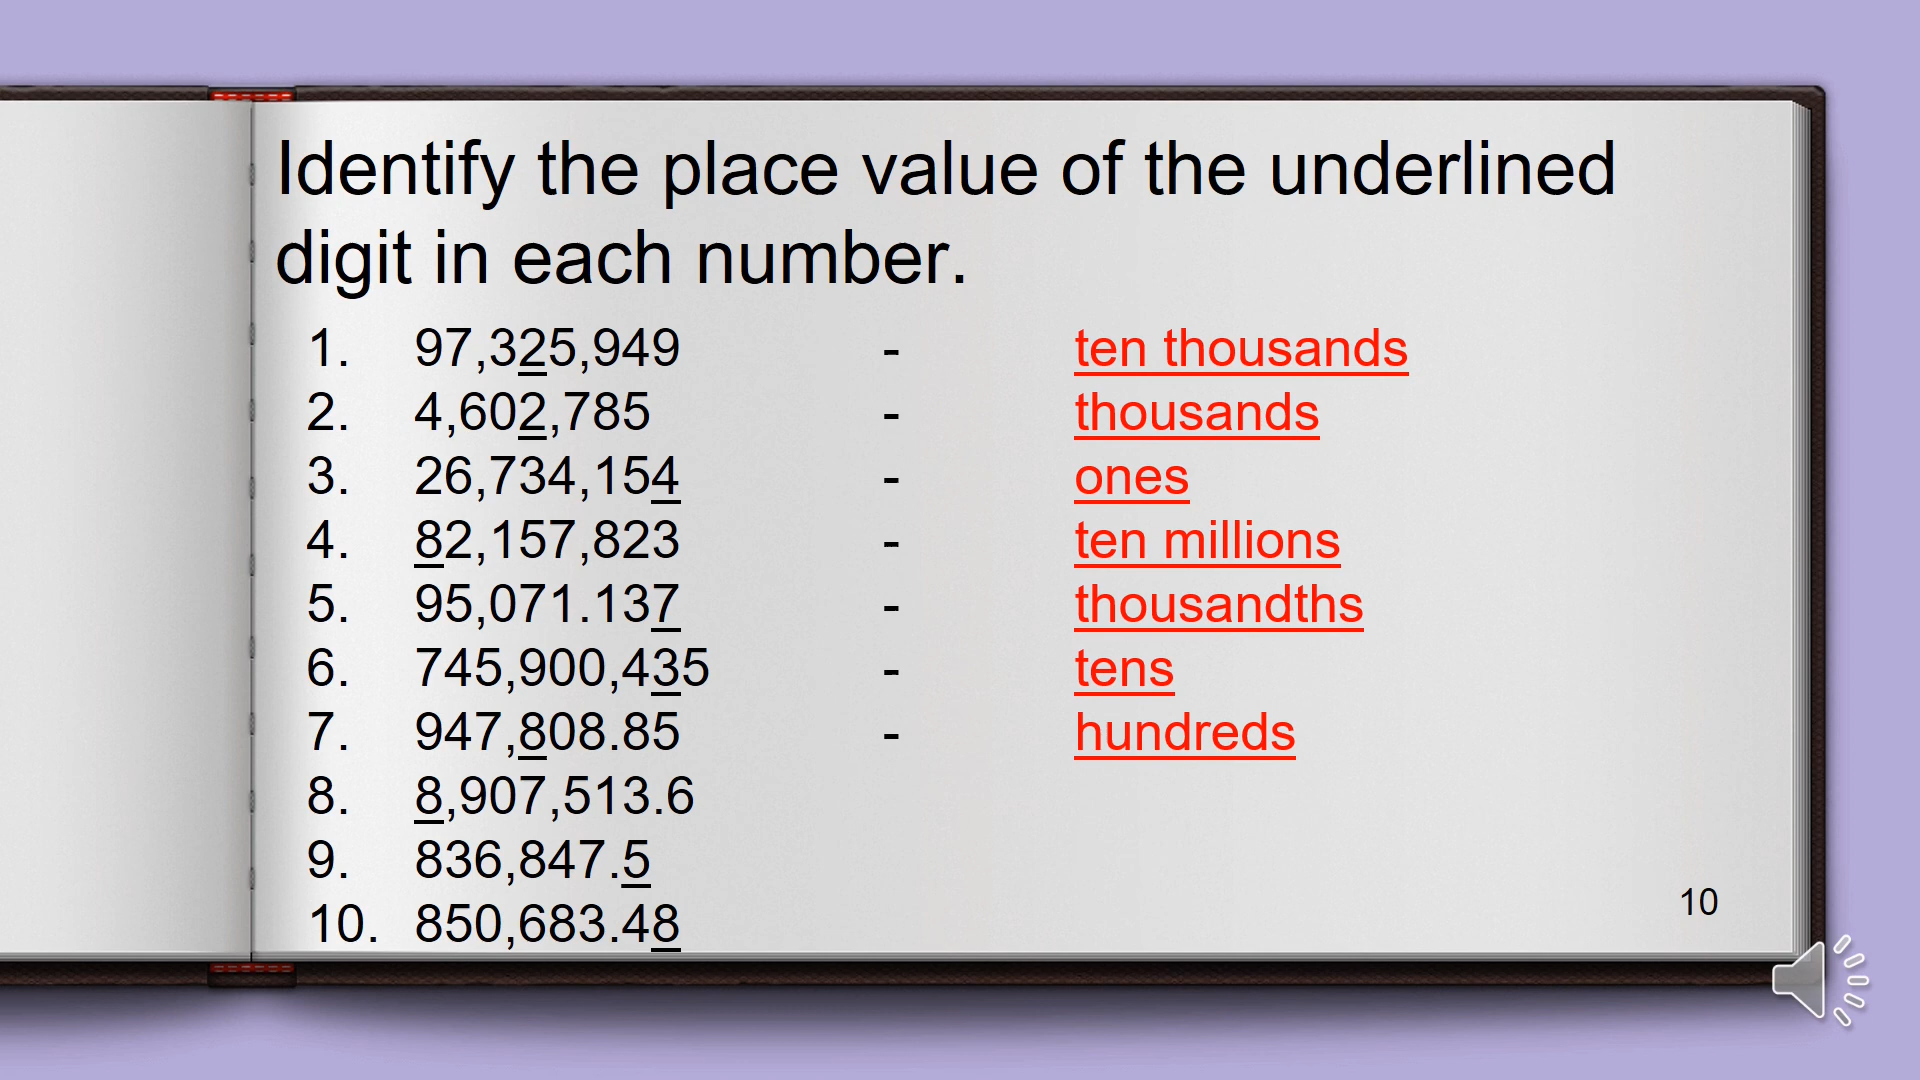 Identify the place value of the underlined
digit in each number.
1. 97,325,949 - ten thousands
2. 4,602,785 - thousands
3. 26,734,154 - ones
4. 82,157,823 - ten millions
5. 95,071.137 - thousandths
6. 745,900,435 - tens
7. 947,808.85 - hundreds
8. 8,907,513.6
9. 836,847.5
10. 850,683.48
10